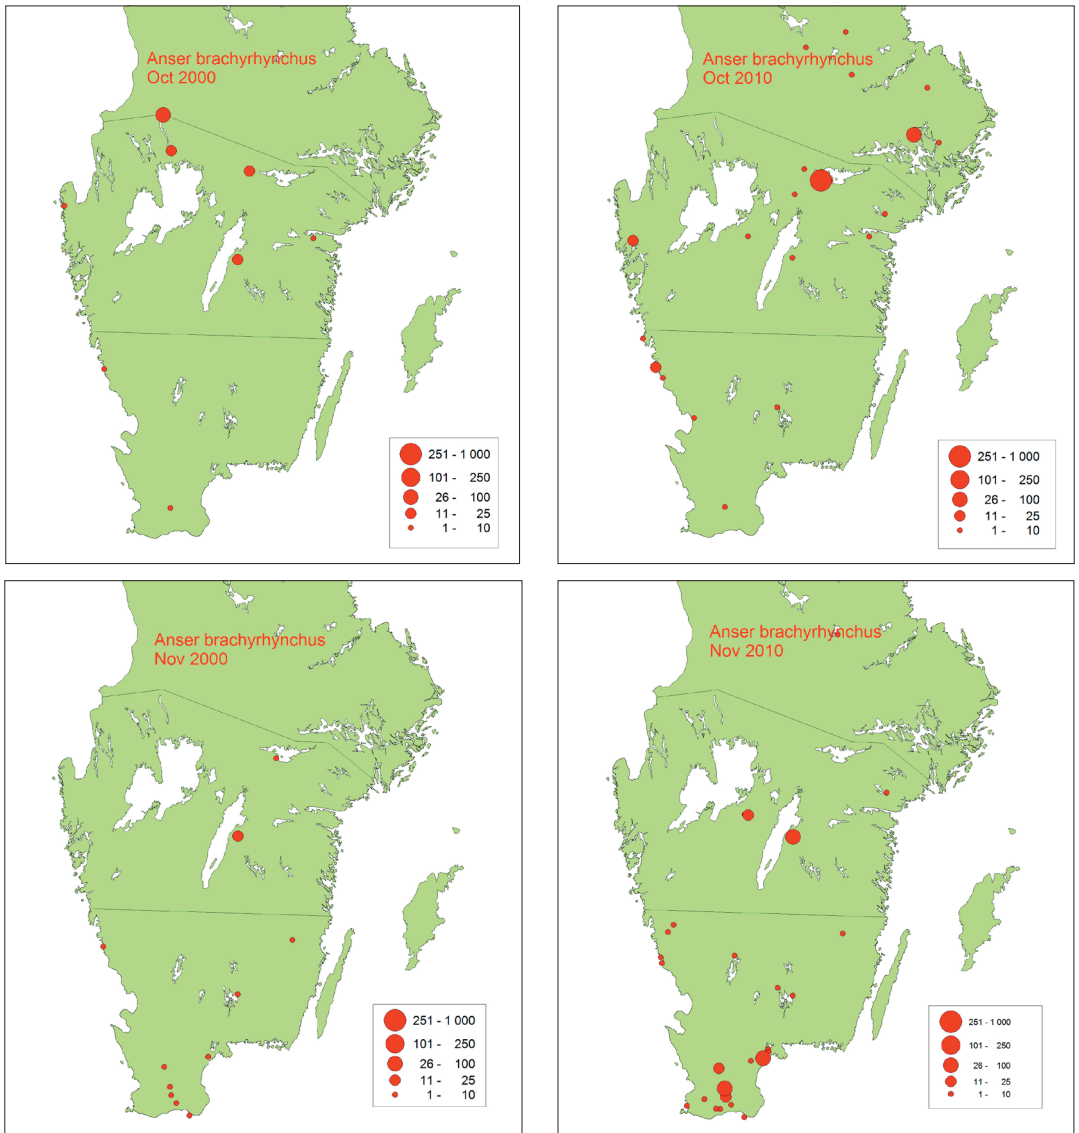 Anser brachyrhynchus
Oct 2000
251 - 1 000
101 - 250
26 - 100
11 - 25
1 - 10
Anser brachyrhynchus
Oct 2010
251 - 1 000
101 - 250
26 - 100
11 - 25
1 - 10
Anser brachyrhynchus
Nov 2000
251 - 1 000
101 - 250
26 - 100
11 - 25
1 - 10
Anser brachyrhynchus
Nov 2010
251 - 1 000
101 - 250
26 - 100
11 - 25
1 - 10